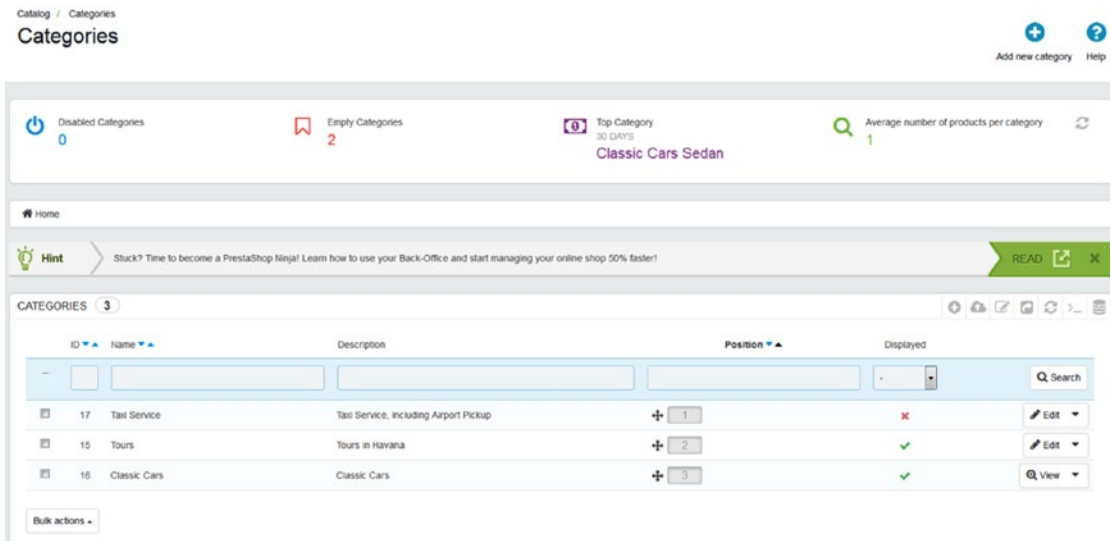 Catalog / Categories
Categories
Add new category
Help
Disabled Categories
0
Empty Categories
2
Top Category
30 DAYS
Classic Cars Sedan
Average number of products per category
1
Home
Hint
Stuck? Time to become a PrestaShop Ninja! Learn how to use your Back-Office and start managing your online shop 50% faster!
READ
CATEGORIES 3
ID Name Description Position Displayed
-- - Search
17 Taxi Service Taxi Service, including Airport Pickup 1 Edit
15 Tours Tours in Havana 2 Edit
16 Classic Cars Classic Cars 3 View
Bulk actions